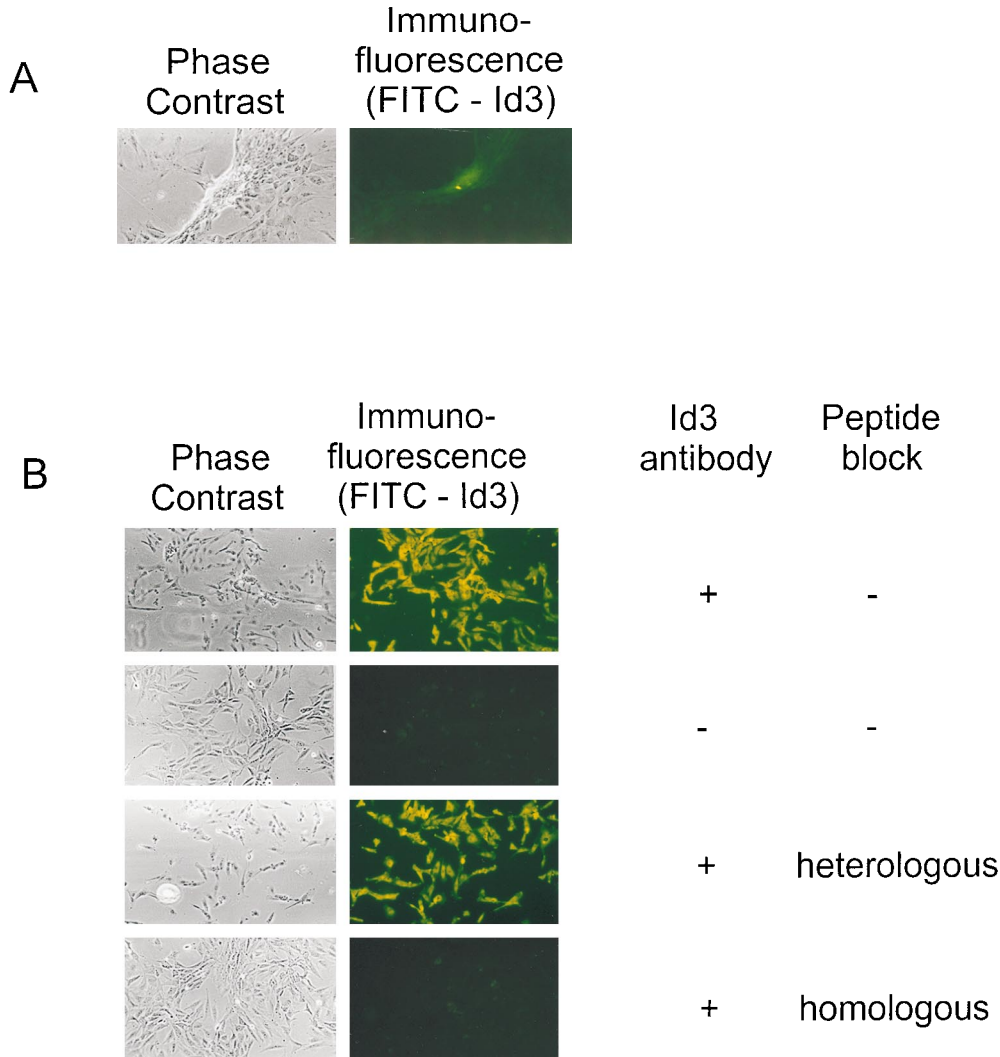 A
Phase
Contrast
Immuno-
fluorescence
(FITC - Id3)
B
Phase
Contrast
Immuno-
fluorescence
(FITC - Id3)
Id3
antibody
Peptide
block
+ -
- -
+ heterologous
+ homologous